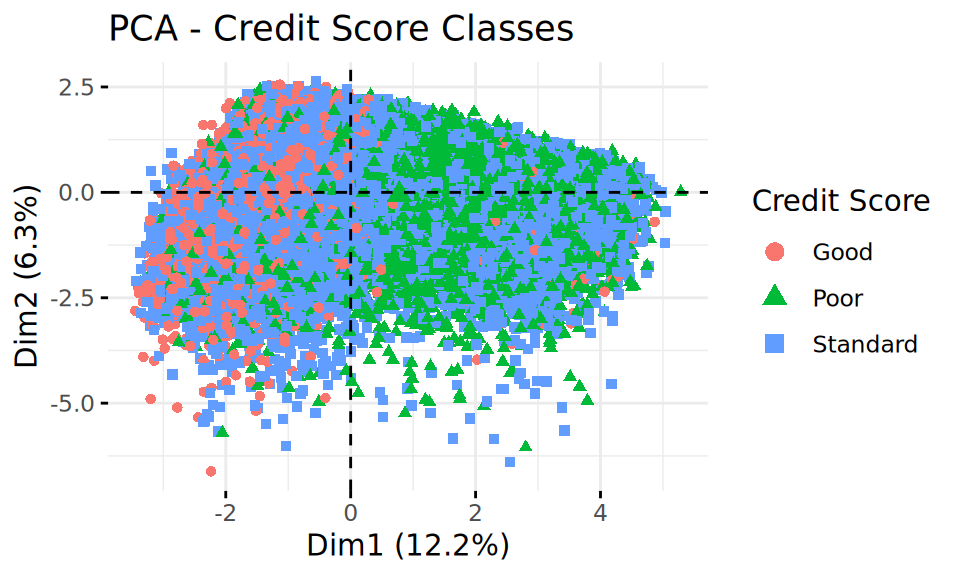 PCA - Credit Score Classes
2.5
0.0
-2.5
-5.0
Dim2 (6.3%)
-2
0
2
4
Dim1 (12.2%)
Credit Score
Good
Poor
Standard